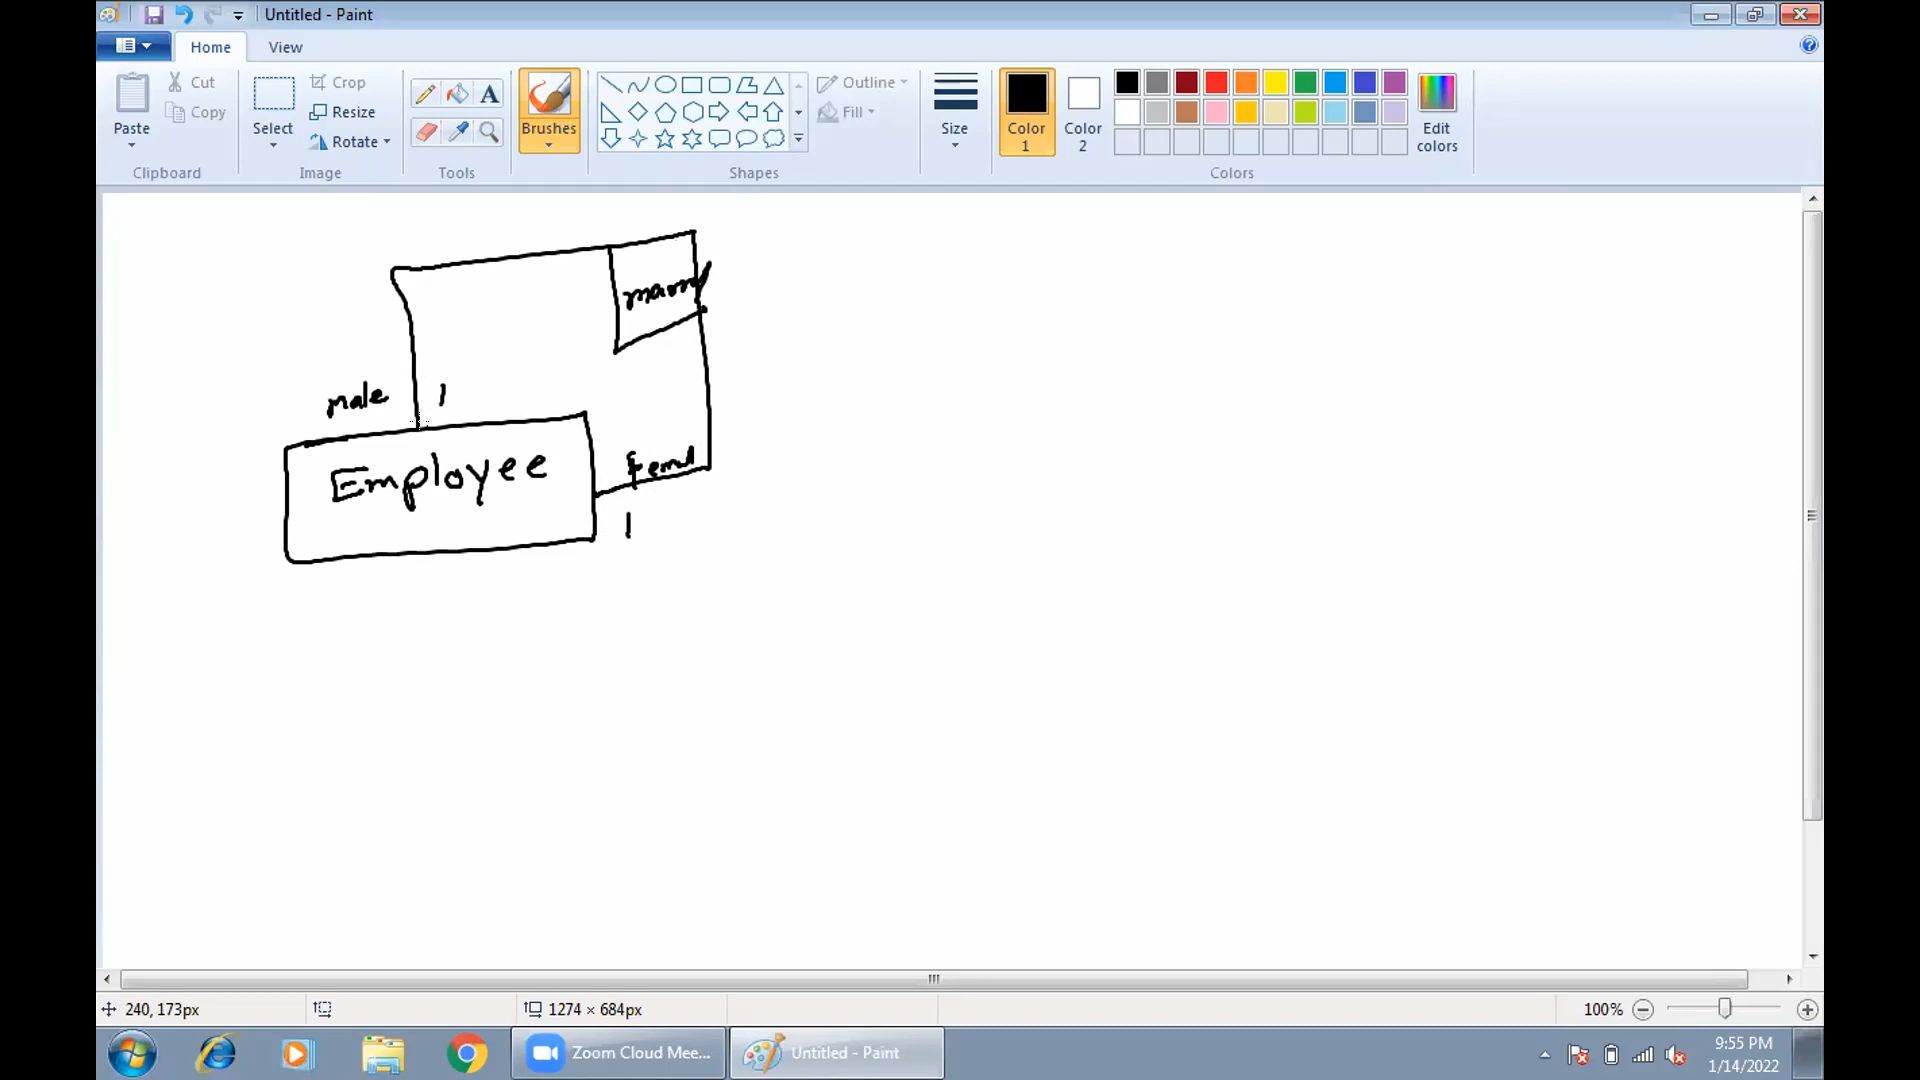 Untitled - Paint
Home
View
Paste
Cut
Copy
Clipboard
Select
Crop
Resize
Rotate
Image
Tools
Brushes
Outline
Fill
Shapes
Size
Color
1
Color
2
Edit
colors
Colors
marry
male
1
Employee
1
240, 173px
1274 × 684px
100%
Zoom Cloud Mee...
Untitled - Paint
9:55 PM
1/14/2022